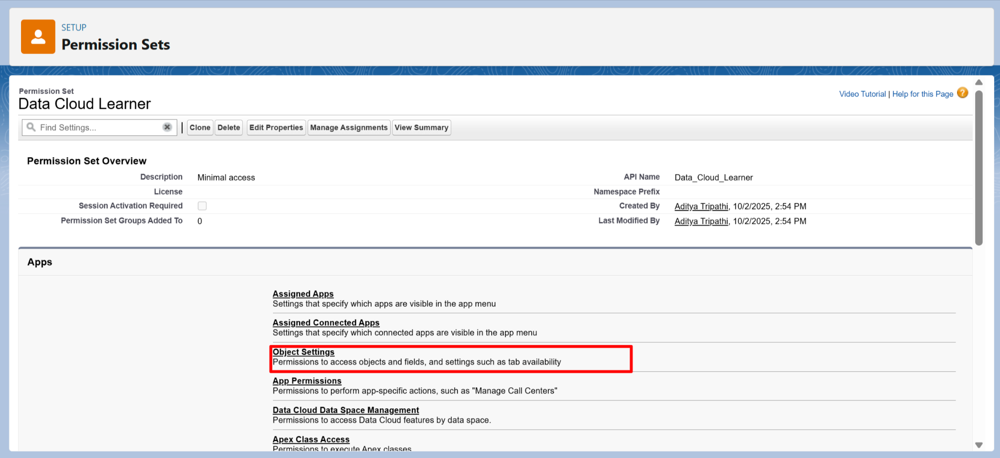 SETUP
Permission Sets
Permission Set
Data Cloud Learner
Video Tutorial | Help for this Page ?
Find Settings... | Clone Delete Edit Properties Manage Assignments View Summary
Permission Set Overview
Description Minimal access API Name Data_Cloud_Learner
License Namespace Prefix
Session Activation Required Created By Aditya Tripathi, 10/2/2025, 2:54 PM
Permission Set Groups Added To 0 Last Modified By Aditya Tripathi, 10/2/2025, 2:54 PM
Apps
Assigned Apps
Settings that specify which apps are visible in the app menu
Assigned Connected Apps
Settings that specify which connected apps are visible in the app menu
Object Settings
Permissions to access objects and fields, and settings such as tab availability
App Permissions
Permissions to perform app-specific actions, such as "Manage Call Centers"
Data Cloud Data Space Management
Permissions to access Data Cloud features by data space.
Apex Class Access
Permissions to execute Apex classes